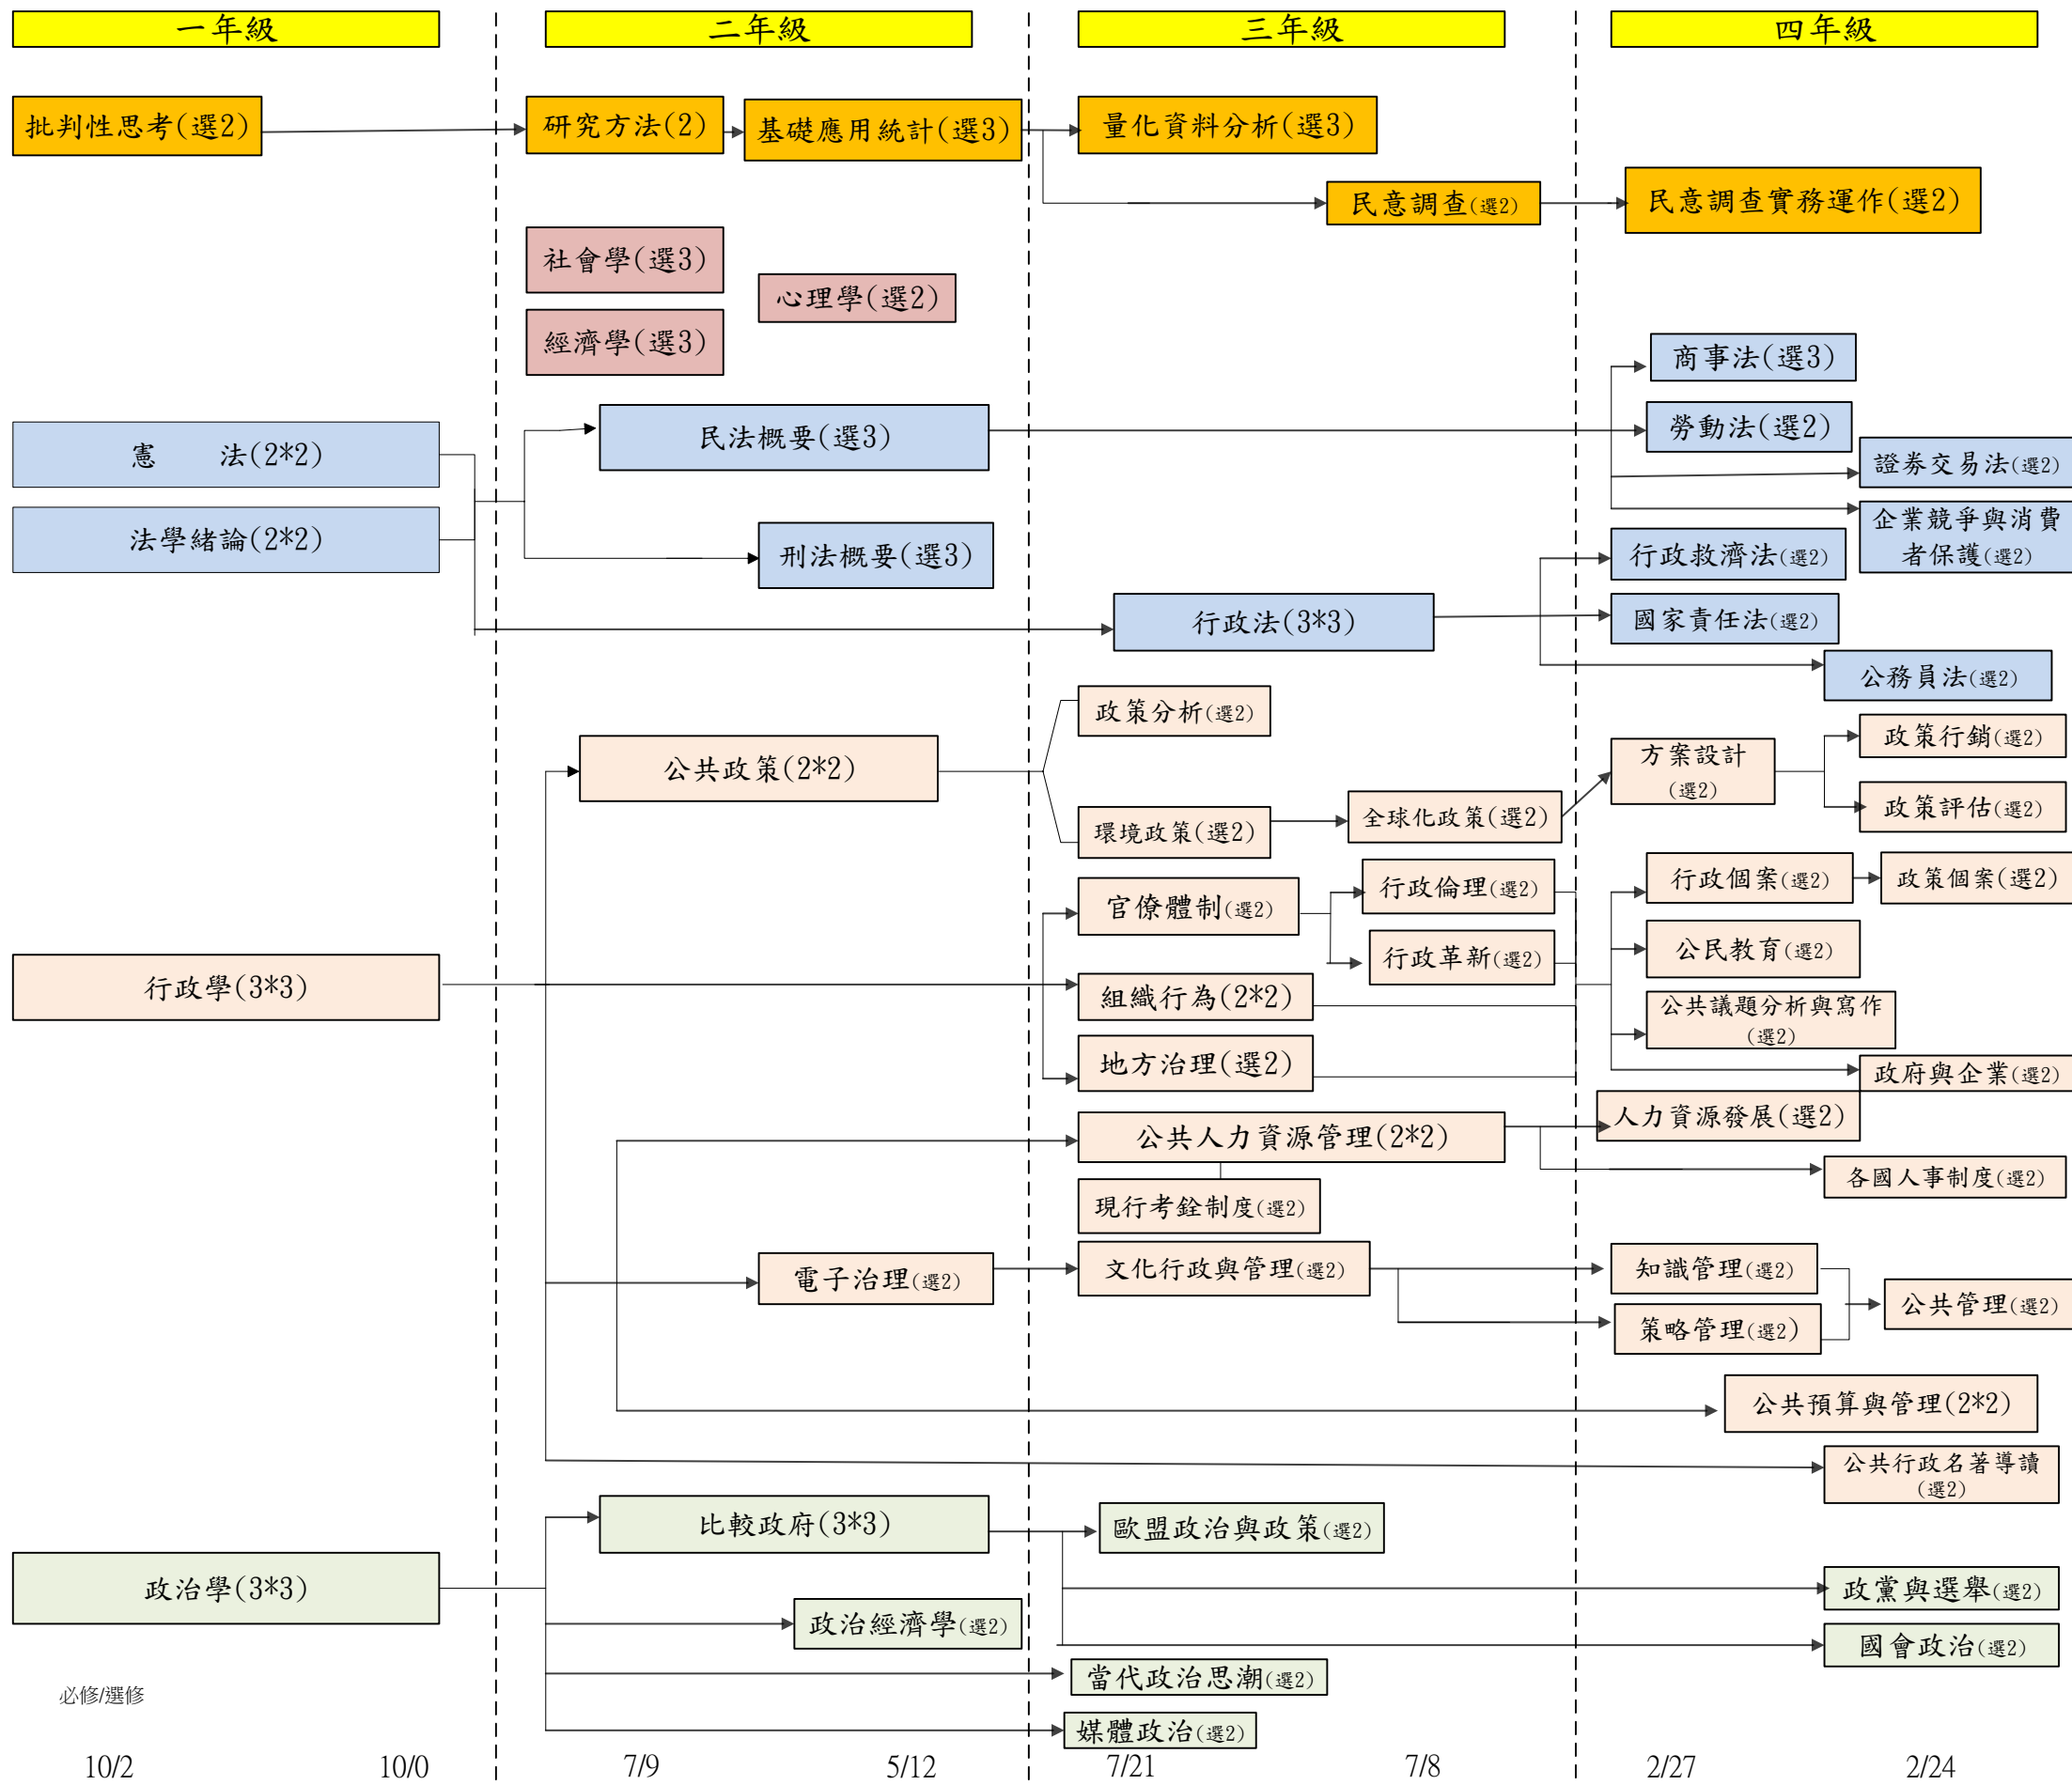 一年級
二年級
三年級
四年級
批判性思考(選2)
研究方法(2)
基礎應用統計(選3)
量化資料分析(選3)
民意調查(選2)
民意調查實務運作(選2)
社會學(選3)
心理學(選2)
經濟學(選3)
商事法(選3)
憲　　法(2*2)
民法概要(選3)
勞動法(選2)
證券交易法(選2)
法學緒論(2*2)
刑法概要(選3)
企業競爭與消費
者保護(選2)
行政救濟法(選2)
行政法(3*3)
國家責任法(選2)
公務員法(選2)
政策分析(選2)
公共政策(2*2)
方案設計
(選2)
政策行銷(選2)
政策評估(選2)
環境政策(選2)
全球化政策(選2)
官僚體制(選2)
行政倫理(選2)
行政個案(選2)
政策個案(選2)
行政革新(選2)
公民教育(選2)
行政學(3*3)
組織行為(2*2)
公共議題分析與寫作
(選2)
地方治理(選2)
政府與企業(選2)
人力資源發展(選2)
公共人力資源管理(2*2)
各國人事制度(選2)
現行考銓制度(選2)
電子治理(選2)
文化行政與管理(選2)
知識管理(選2)
公共管理(選2)
策略管理(選2)
公共預算與管理(2*2)
公共行政名著導讀
(選2)
比較政府(3*3)
歐盟政治與政策(選2)
政治學(3*3)
政黨與選舉(選2)
政治經濟學(選2)
國會政治(選2)
當代政治思潮(選2)
必修/選修
媒體政治(選2)
10/2
10/0
7/9
5/12
7/21
7/8
2/27
2/24